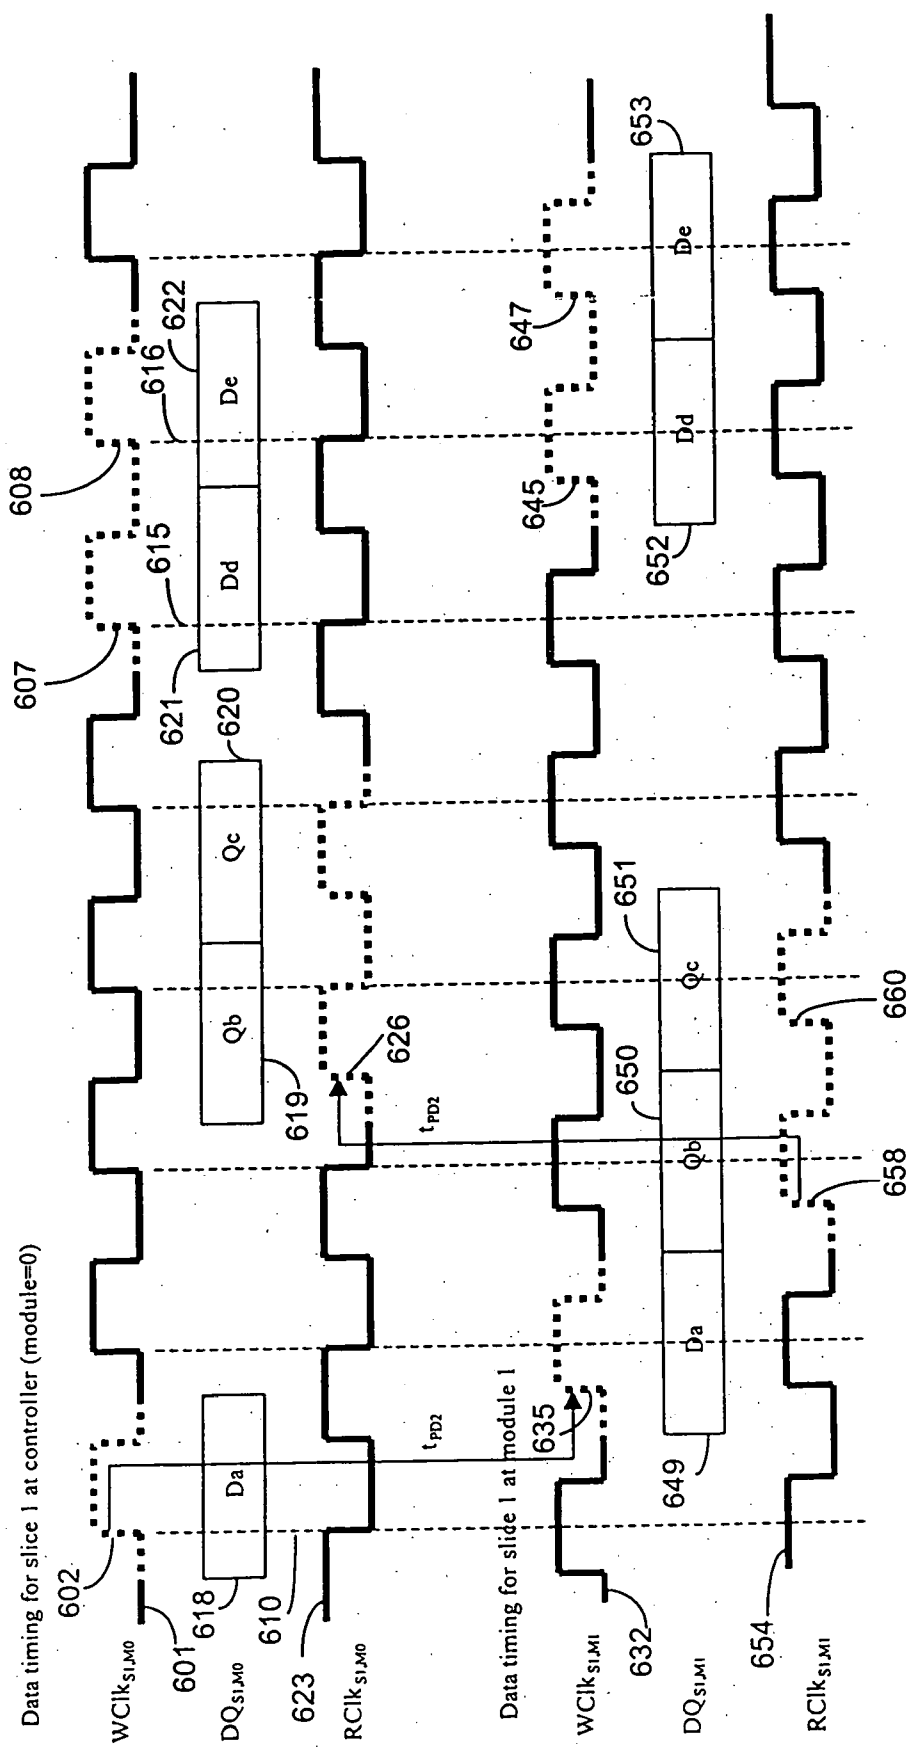 Data timing for slice 1 at controller (module=0)
602
607
608
WClkS1,M0
601
615
616
DQS1,M0
618
Da
619
Qb
Qc
620
621
Dd
De
622
610
623
RClkS1,M0
626
tPD2
tPD2
Data timing for slice 1 at module 1
WClkS1,M1
632
635
645
647
DQS1,M1
649
Da
650
Qb
651
Qc
652
Dd
De
653
654
RClkS1,M1
658
660